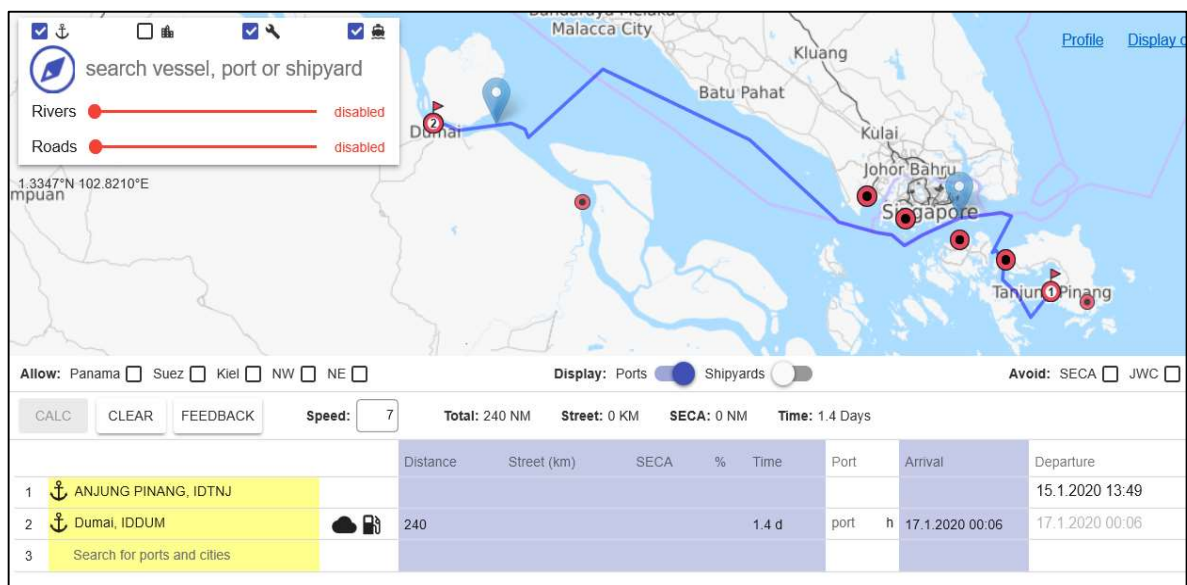 Bandaraya Melaka
Malacca City
Kluang
Profile Display
search vessel, port or shipyard
Batu Pahat
Rivers disabled
Dumai
Kulai
Roads disabled
Johor Bahru
1.3347°N 102.8210°E
mpuan
Singapore
Tanjung Pinang
2
1
Allow: Panama Suez Kiel NW NE Display: Ports Shipyards Avoid: SECA JWC
CALC CLEAR FEEDBACK Speed: 7 Total: 240 NM Street: 0 KM SECA: 0 NM Time: 1.4 Days
Distance Street (km) SECA % Time Port Arrival Departure
1 ANJUNG PINANG, IDTNJ 15.1.2020 13:49
2 Dumai, IDDUM 240 1.4 d port h 17.1.2020 00:06 17.1.2020 00:06
3 Search for ports and cities